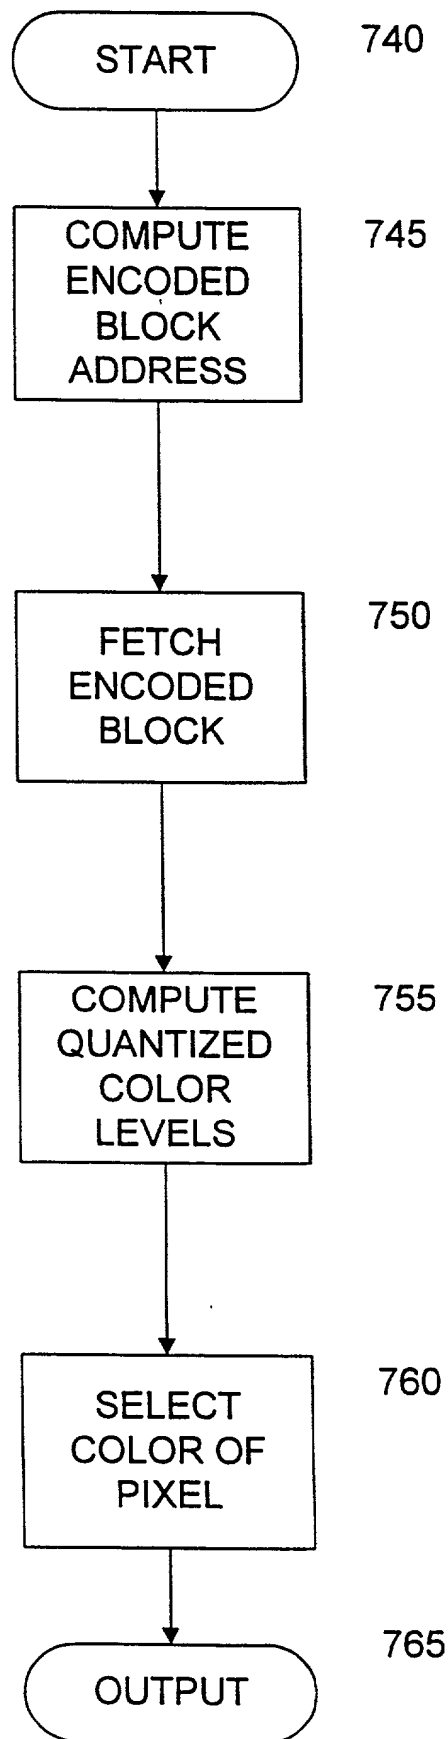 START 740
COMPUTE 745
ENCODED
BLOCK
ADDRESS
FETCH 750
ENCODED
BLOCK
COMPUTE 755
QUANTIZED
COLOR
LEVELS
SELECT 760
COLOR OF
PIXEL
OUTPUT 765